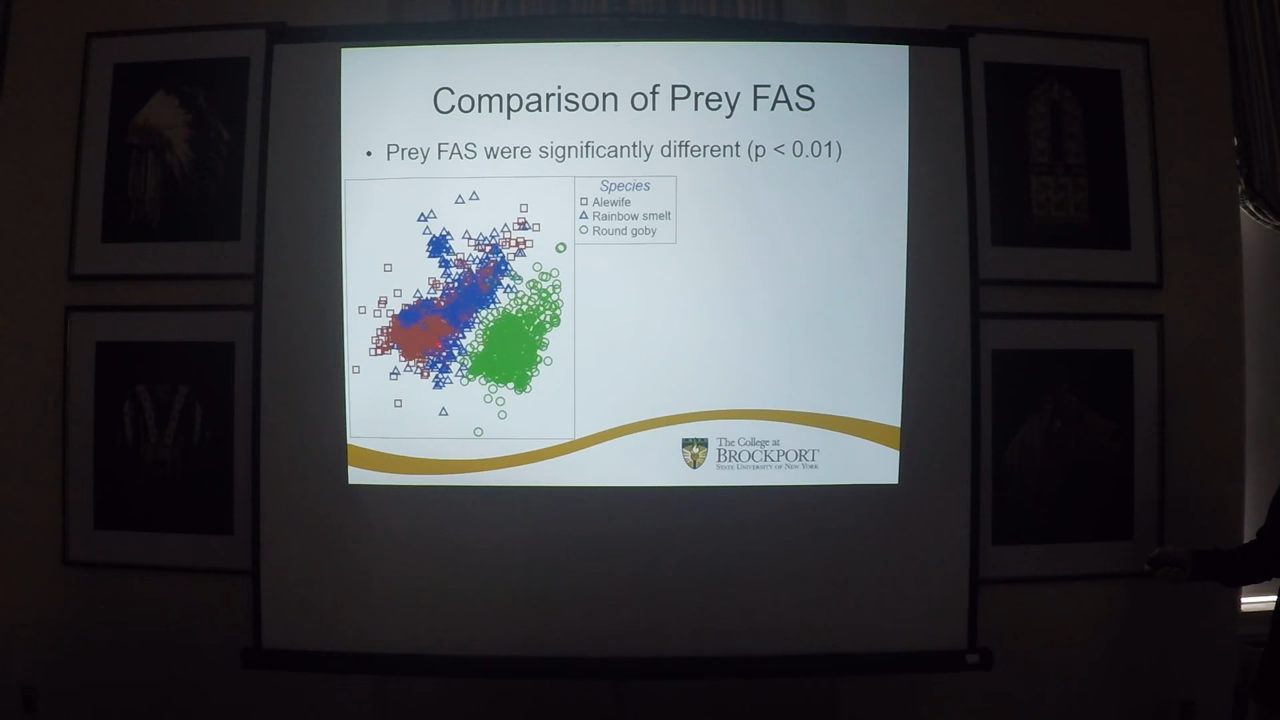 Comparison of Prey FAS
• Prey FAS were significantly different (p < 0.01)
Species
Alewife
Rainbow smelt
Round goby
The College at
BROCKPORT
STATE UNIVERSITY OF NEW YORK